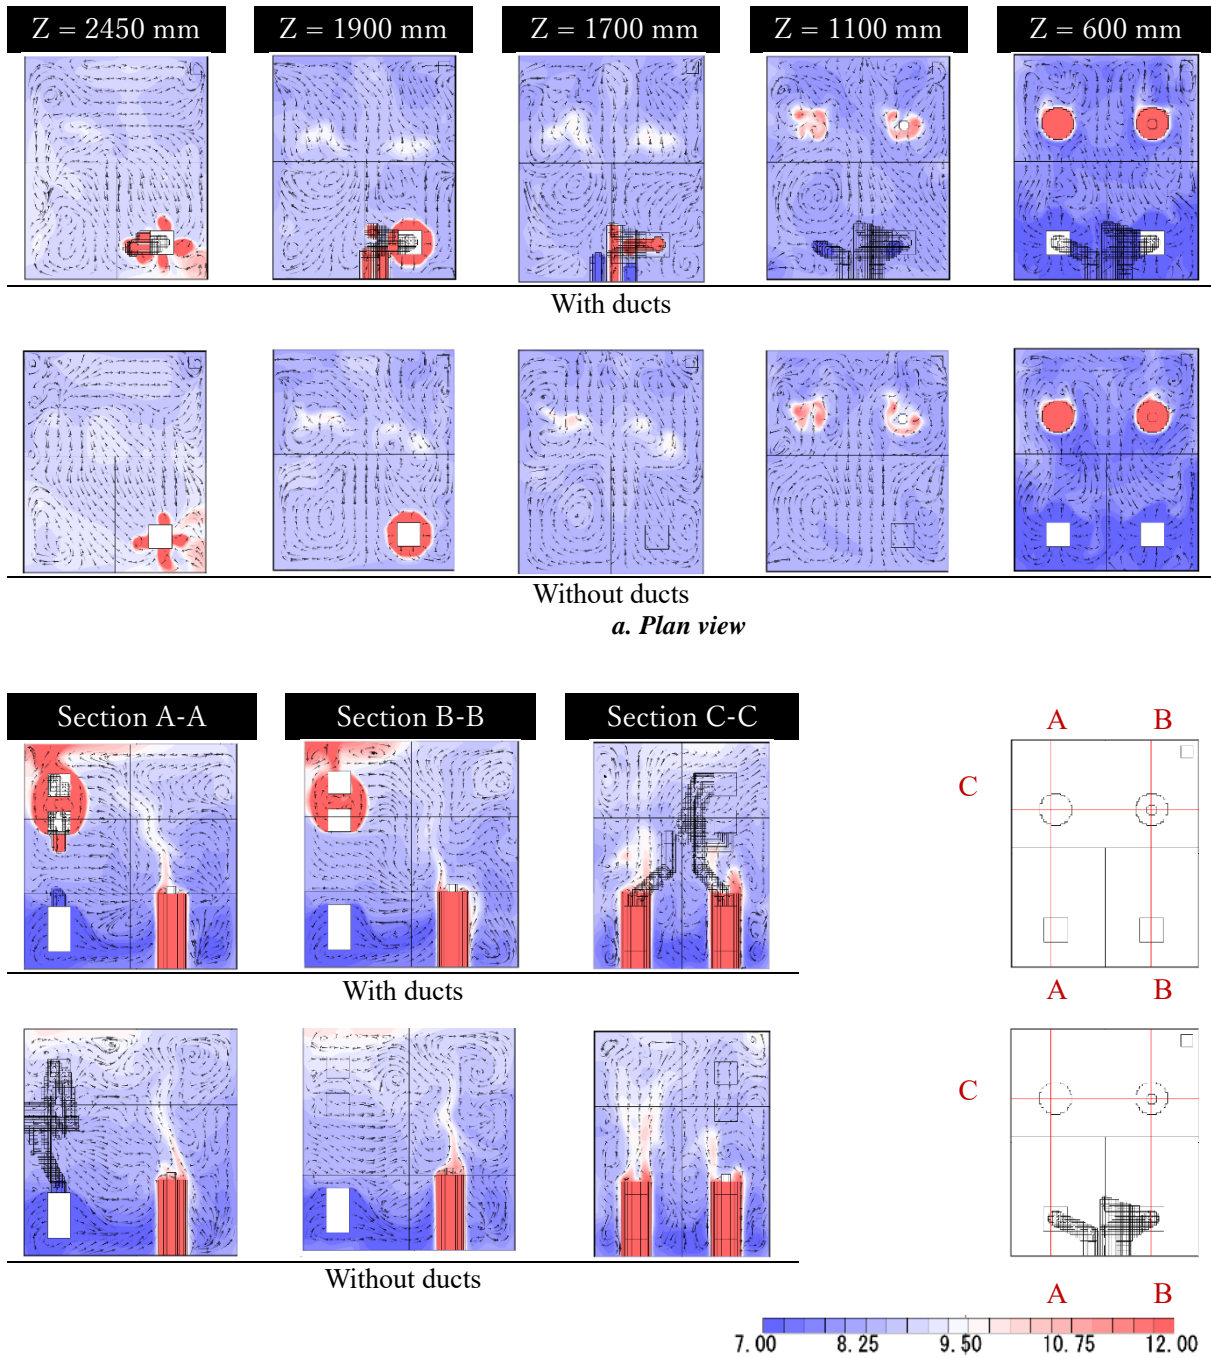 Z = 2450 mm Z = 1900 mm Z = 1700 mm Z = 1100 mm Z = 600 mm
With ducts
Without ducts
a. Plan view
Section A-A Section B-B Section C-C
A B
C
A B
With ducts
C
Without ducts
A B
7.00 8.25 9.50 10.75 12.00